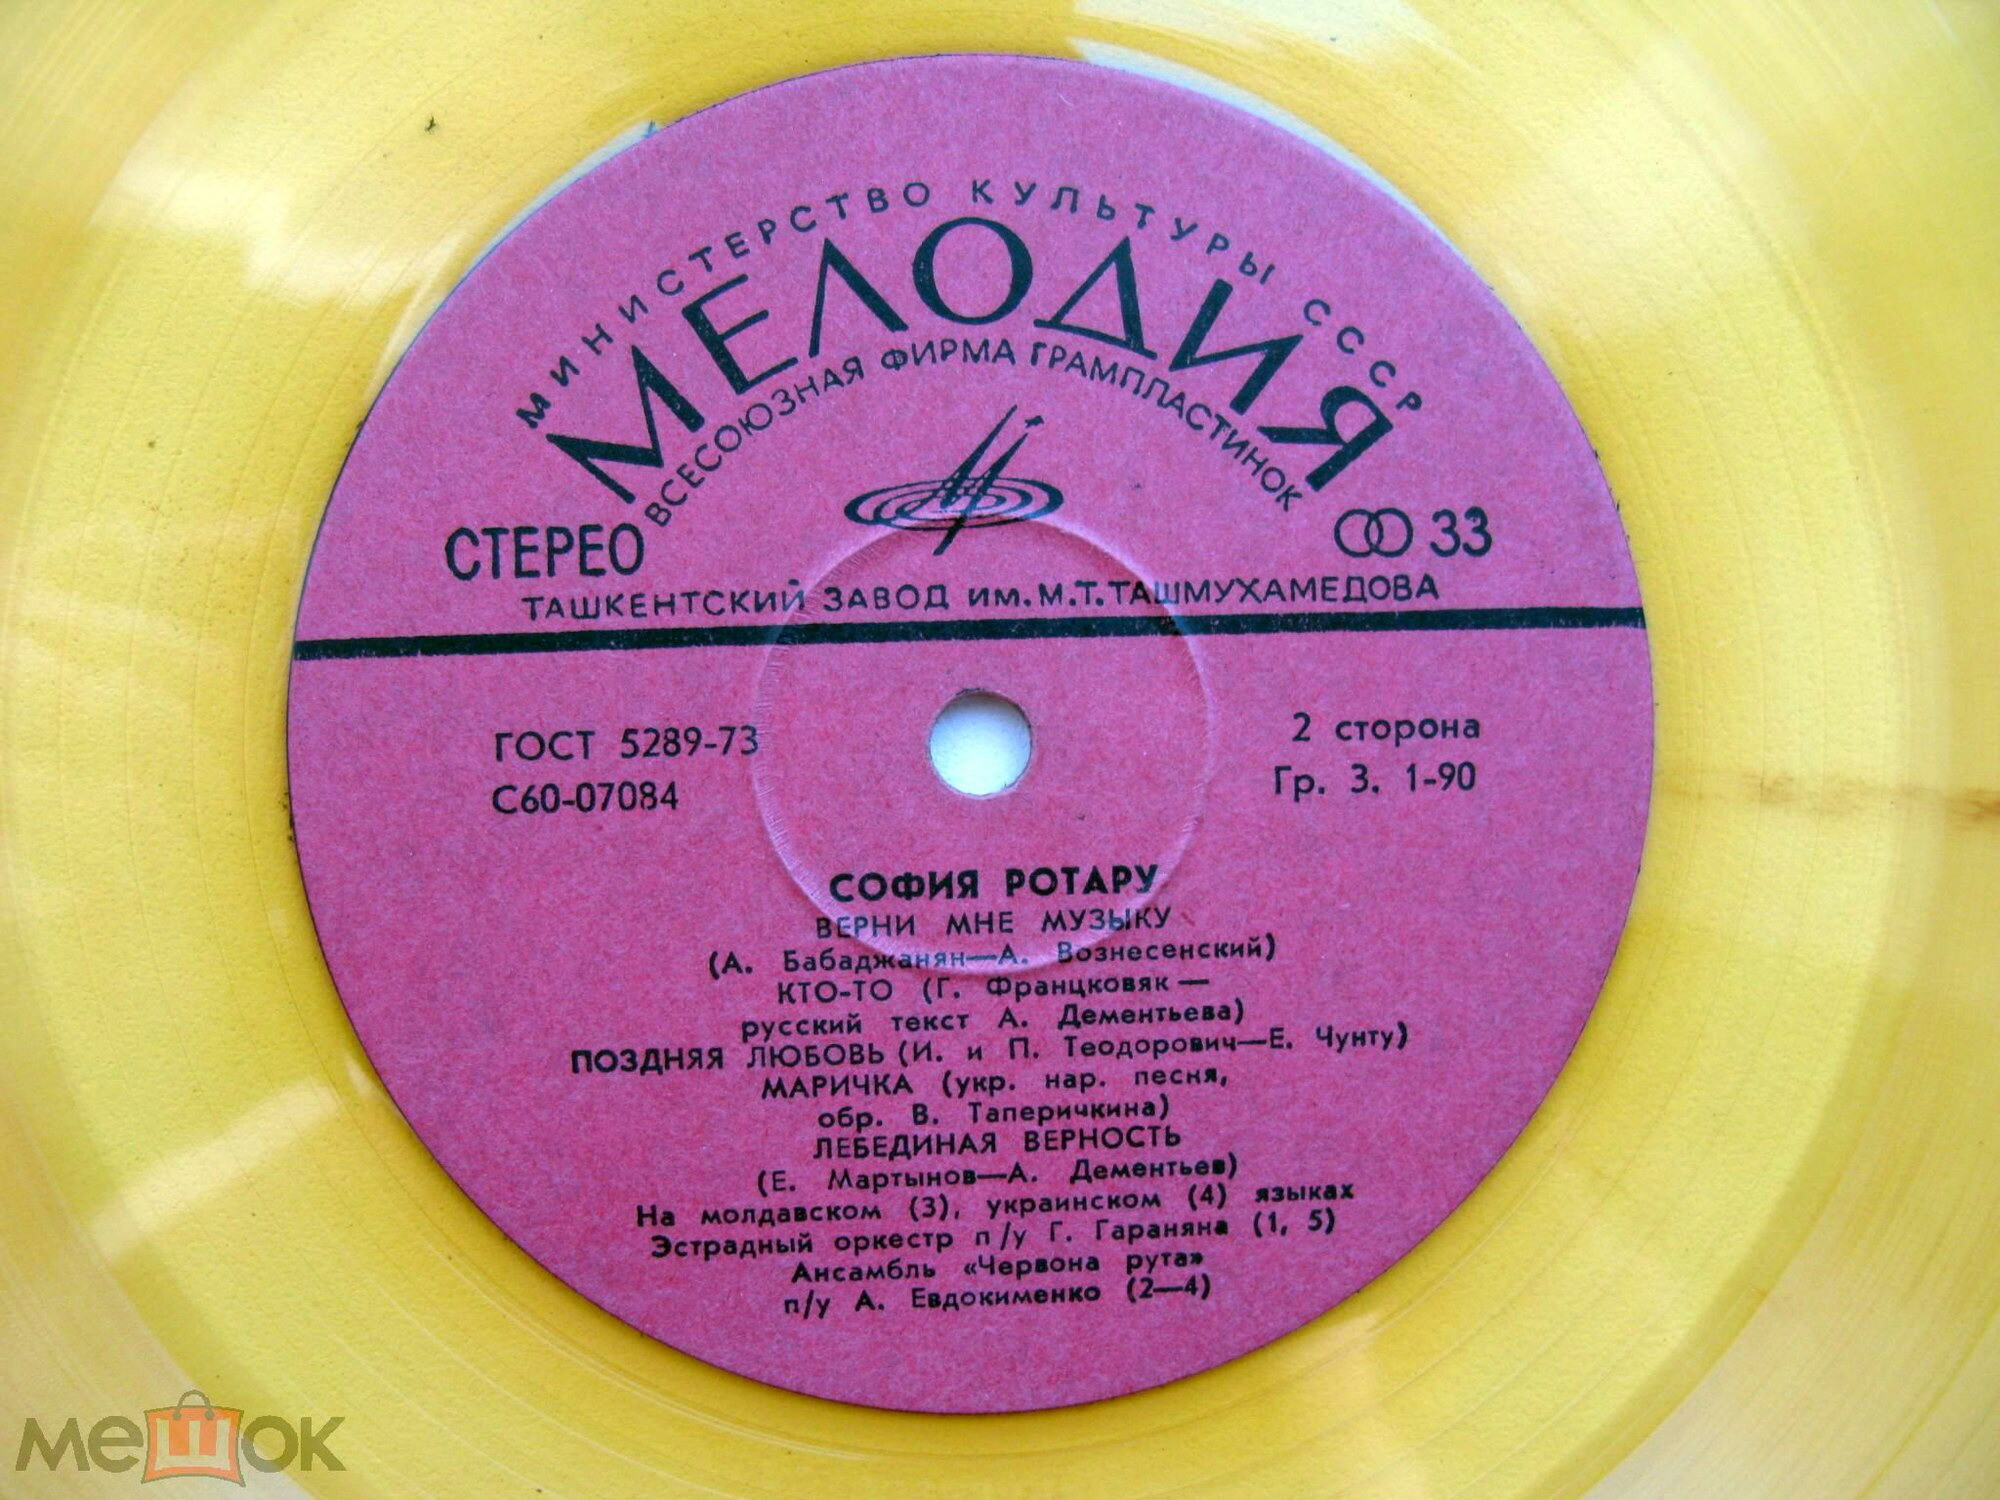 МИНИСТЕРСТВО КУЛЬТУРЫ СССР
МЕЛОДИЯ
ВСЕСОЮЗНАЯ ФИРМА ГРАМПЛАСТИНОК
СТЕРЕО
33
ТАШКЕНТСКИЙ ЗАВОД ИМ. М.Т. ТАШМУХАМЕДОВА
ГОСТ 5289-73
2 сторона
С60-07084
Гр. 3. 1-90
СОФИЯ РОТАРУ
ВЕРНИ МНЕ МУЗЫКУ
(А. Бабаджанян—А. Вознесенский)
КТО-ТО (Г. Францковяк —
русский текст А. Дементьева)
ПОЗДНЯЯ ЛЮБОВЬ (И. и П. Теодорович—Е. Чунту)
МАРИЧКА (укр. нар. песня,
обр. В. Таперичкина)
ЛЕБЕДИНАЯ ВЕРНОСТЬ
(Е. Мартынов—А. Дементьев)
На молдавском (3), украинском (4) языках
Эстрадный оркестр п/у Г. Гараняна (1, 5)
Ансамбль «Червона рута»
п/у А. Евдокименко (2—4)
мешок